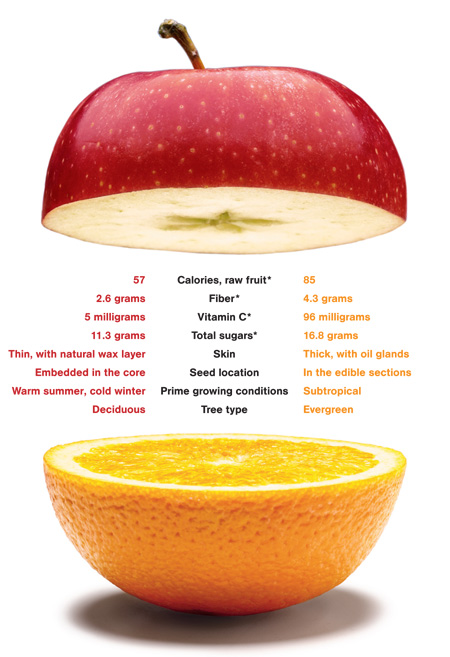 57 Calories, raw fruit* 85
2.6 grams Fiber* 4.3 grams
5 milligrams Vitamin C* 96 milligrams
11.3 grams Total sugars* 16.8 grams
Thin, with natural wax layer Skin Thick, with oil glands
Embedded in the core Seed location In the edible sections
Warm summer, cold winter Prime growing conditions Subtropical
Deciduous Tree type Evergreen